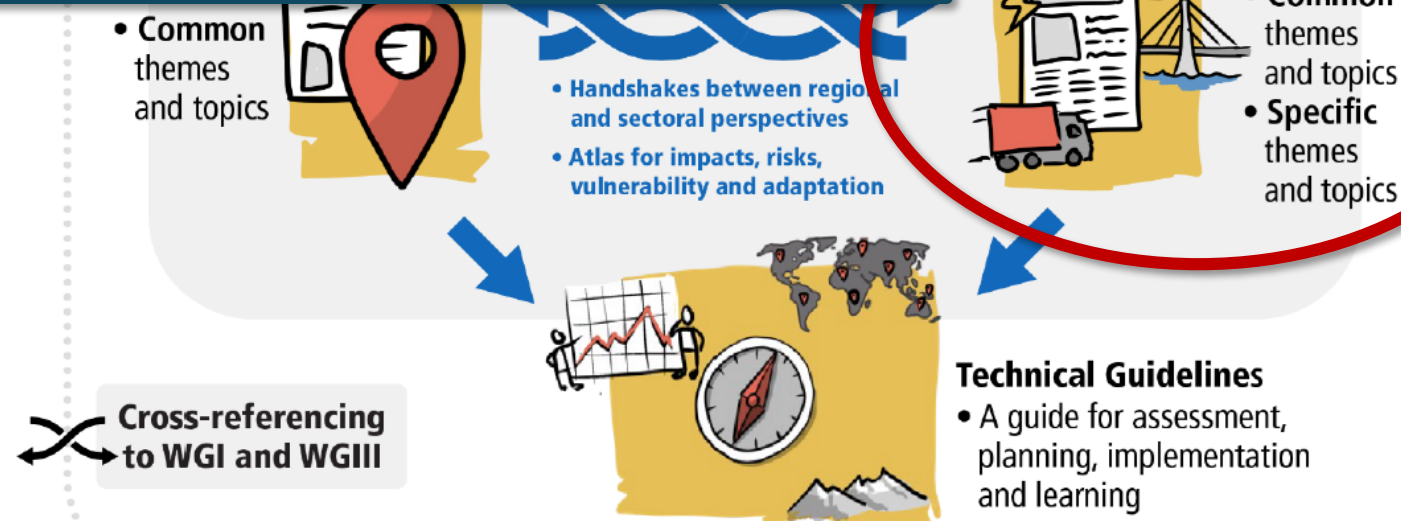 • Common
themes
and topics
• Handshakes between regional
and sectoral perspectives
• Atlas for impacts, risks,
vulnerability and adaptation
• Common
themes
and topics
• Specific
themes
and topics
Cross-referencing
to WGI and WGIII
Technical Guidelines
• A guide for assessment,
planning, implementation
and learning